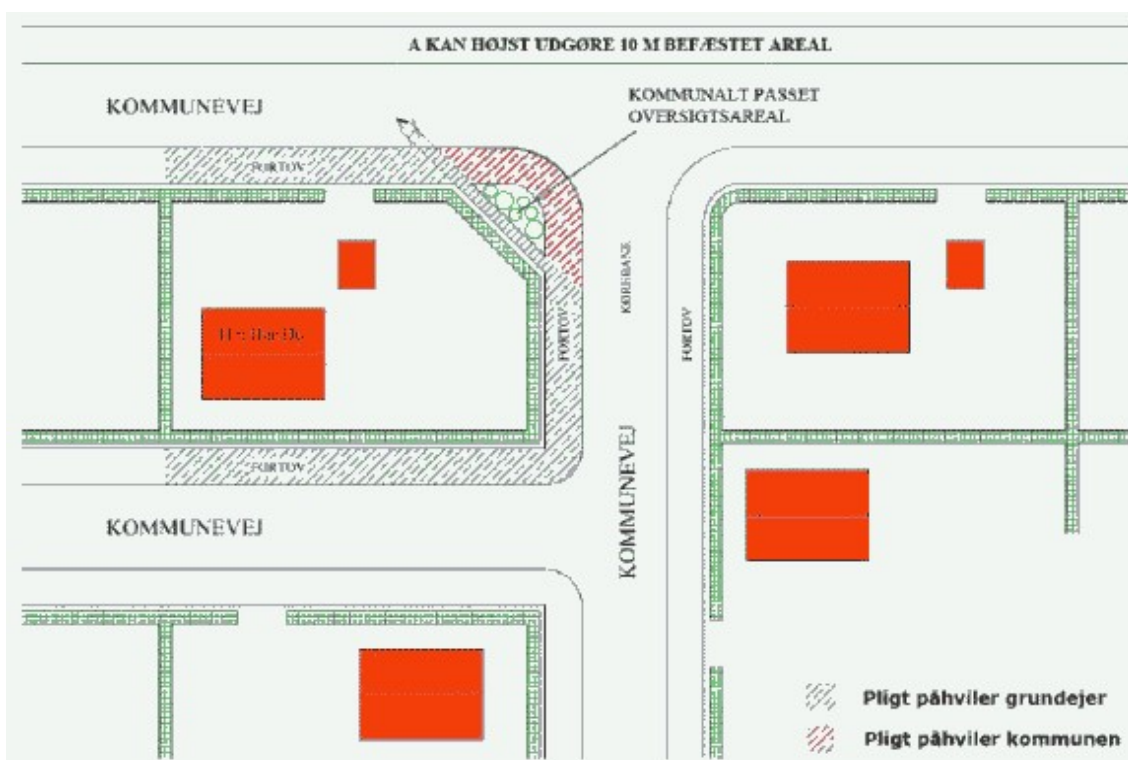 A KAN HØJST UDGØRE 10 M BEFÆSTET AREAL
KOMMUNEVEJ
KOMMUNALT PASSET
OVERSIGTSAREAL
FORTOV
KØREBANE
FORTOV
FORTOV
KOMMUNEVEJ
FORTOV
KOMMUNEVEJ
Pligt påhviler grundejer
Pligt påhviler kommunen